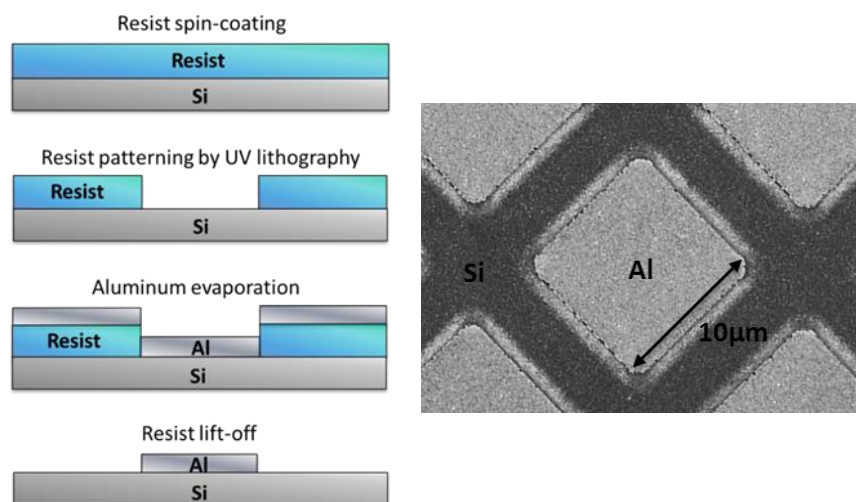 Resist spin-coating
Resist
Si
Resist patterning by UV lithography
Resist
Si
Aluminum evaporation
Resist
Al
Si
Resist lift-off
Al
Si
Si
Al
10µm